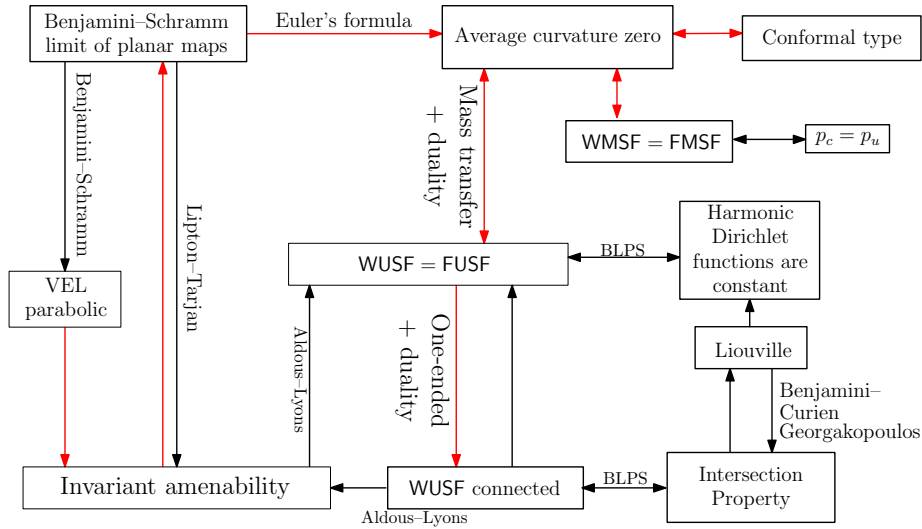 Benjamini–Schramm
limit of planar maps
Euler's formula
Average curvature zero
Conformal type
Benjamini–Schramm
Lipton–Tarjan
Mass transfer
+ duality
WMSF = FMSF
p_c = p_u
Harmonic
Dirichlet
functions are
constant
WUSF = FUSF
BLPS
VEL
parabolic
Aldous–Lyons
One-ended
+ duality
Liouville
Benjamini–
Curien
Georgakopoulos
Invariant amenability
Aldous–Lyons
WUSF connected
BLPS
Intersection
Property